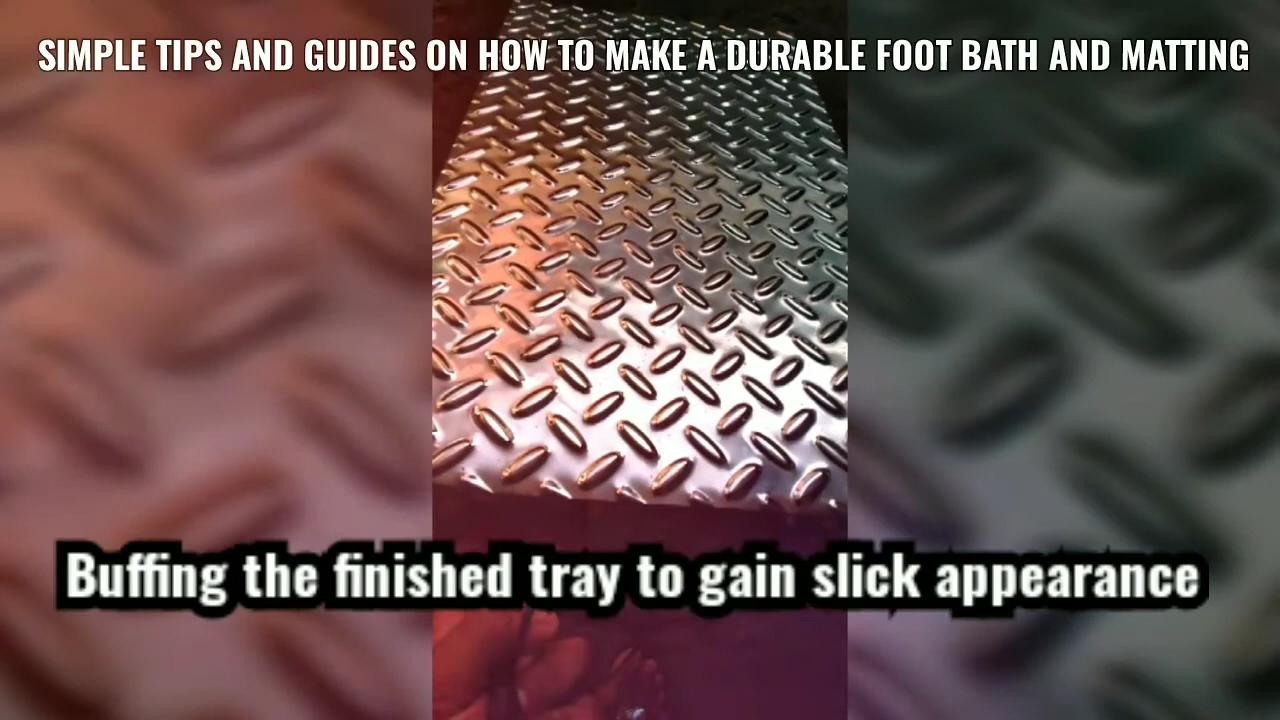 SIMPLE TIPS AND GUIDES ON HOW TO MAKE A DURABLE FOOT BATH AND MATTING
Buffing the finished tray to gain slick appearance